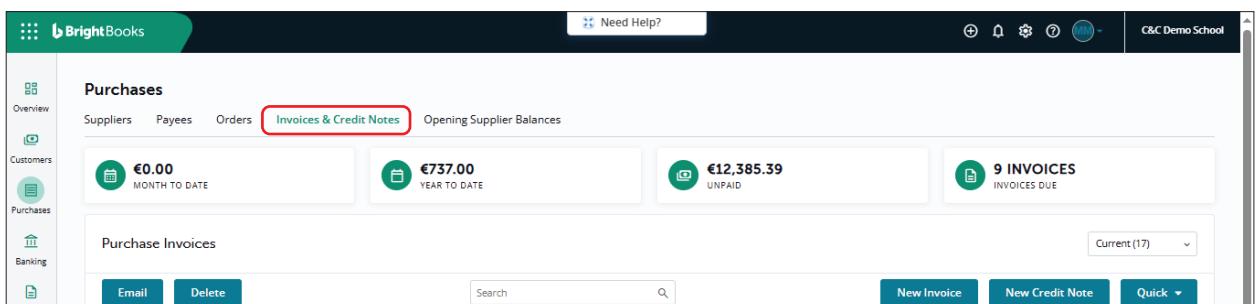 BrightBooks
Need Help?
MM
C&C Demo School
Overview
Customers
Purchases
Banking
Purchases
Suppliers Payees Orders Invoices & Credit Notes Opening Supplier Balances
€0.00
MONTH TO DATE
€737.00
YEAR TO DATE
€12,385.39
UNPAID
9 INVOICES
INVOICES DUE
Purchase Invoices
Current (17)
Email Delete Search New Invoice New Credit Note Quick